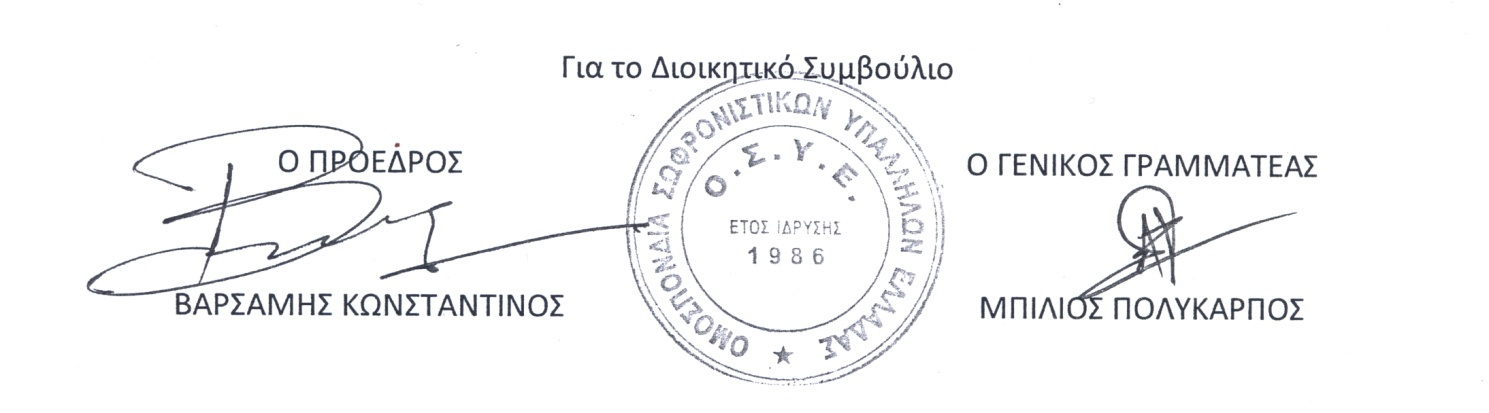 Για το Διοικητικό Συμβούλιο
Ο ΠΡΟΕΔΡΟΣ
Ο ΓΕΝΙΚΟΣ ΓΡΑΜΜΑΤΕΑΣ
ΟΜΟΣΠΟΝΔΙΑ ΣΩΦΡΟΝΙΣΤΙΚΩΝ ΥΠΑΛΛΗΛΩΝ ΕΛΛΑΔΑΣ
Ο.Σ.Υ.Ε.
ΕΤΟΣ ΙΔΡΥΣΗΣ
1986
ΒΑΡΣΑΜΗΣ ΚΩΝΣΤΑΝΤΙΝΟΣ
ΜΠΙΛΙΟΣ ΠΟΛΥΚΑΡΠΟΣ